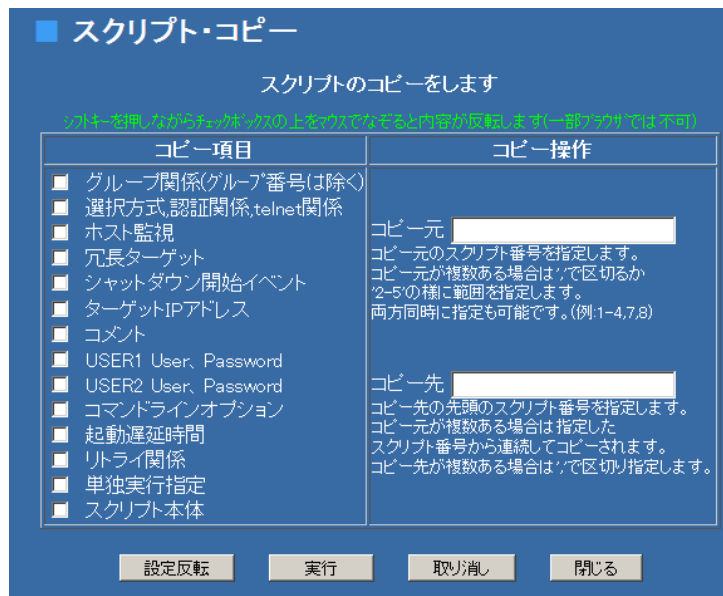 スクリプト・コピー
スクリプトのコピーをします
ｼﾌﾄｷｰを押しながらﾁｪｯｸﾎﾞｯｸｽの上をﾏｳｽでなぞると内容が反転します(一部ﾌﾞﾗｳｻﾞでは不可)
コピー項目
グループ関係(ｸﾞﾙｰﾌﾟ番号は除く)
選択方式,認証関係,telnet関係
ホスト監視
冗長ターゲット
シャットダウン開始イベント
ターゲットIPアドレス
コメント
USER1 User、Password
USER2 User、Password
コマンドラインオプション
起動遅延時間
リトライ関係
単独実行指定
スクリプト本体
コピー操作
コピー元
コピー元のスクリプト番号を指定します。
コピー元が複数ある場合は','で区切るか
'2-5'の様に範囲を指定します。
両方同時に指定も可能です。(例:1-4,7,8)
コピー先
コピー先の先頭のスクリプト番号を指定します。
コピー元が複数ある場合は指定した
スクリプト番号から連続してコピーされます。
コピー先が複数ある場合は','で区切り指定します。
設定反転
実行
取り消し
閉じる